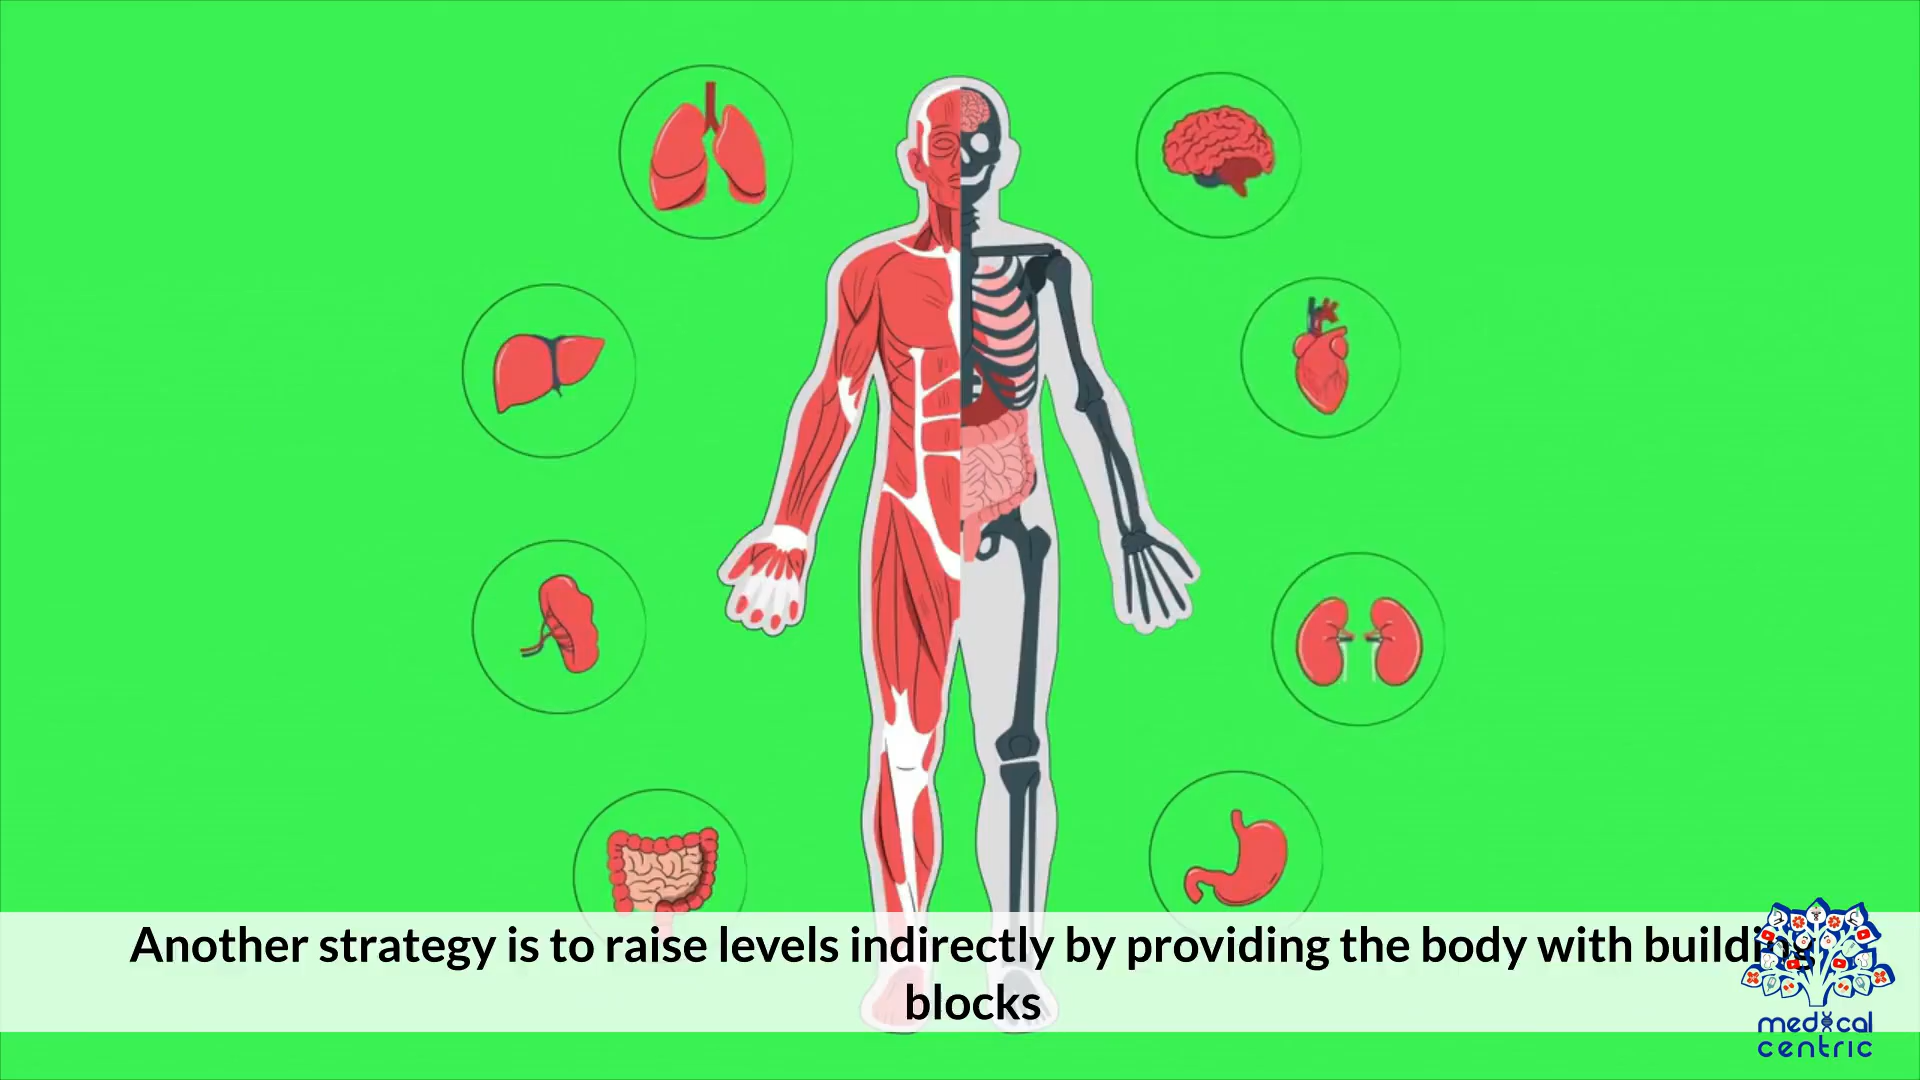 Another strategy is to raise levels indirectly by providing the body with building
blocks
medical
centric